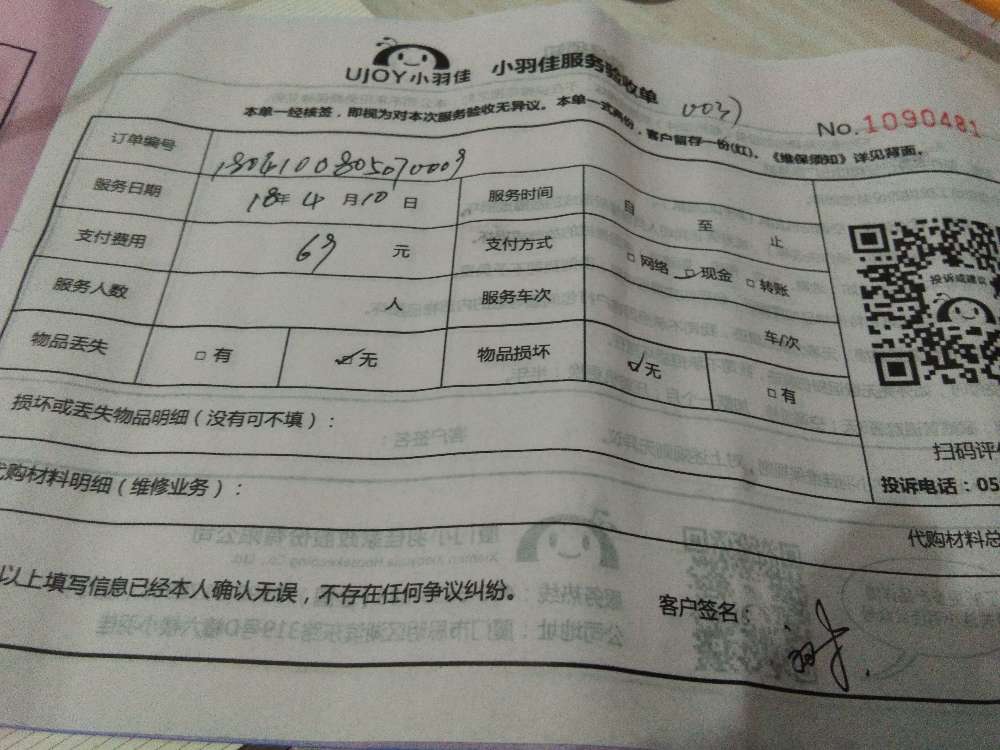 UJOY小羽佳 小羽佳服务验收单
0037
No.1090481
本单一经核签，即视为对本次服务验收无异议。本单一式两份，客户留存一份(红)。《维保须知》详见背面。
订单编号
服务日期 18年 4 月 10 日 服务时间 自 至 止
支付费用 69 元 支付方式 □网络 □现金 □转账
服务人数 人 服务车次 车/次
物品丢失 □有 ☑无 物品损坏 ☑无 □有
投诉或建议
损坏或丢失物品明细（没有可不填）：
扫码评
投诉电话：05
代购材料明细（维修业务）：
代购材料总
以上填写信息已经本人确认无误，不存在任何争议纠纷。
客户签名：